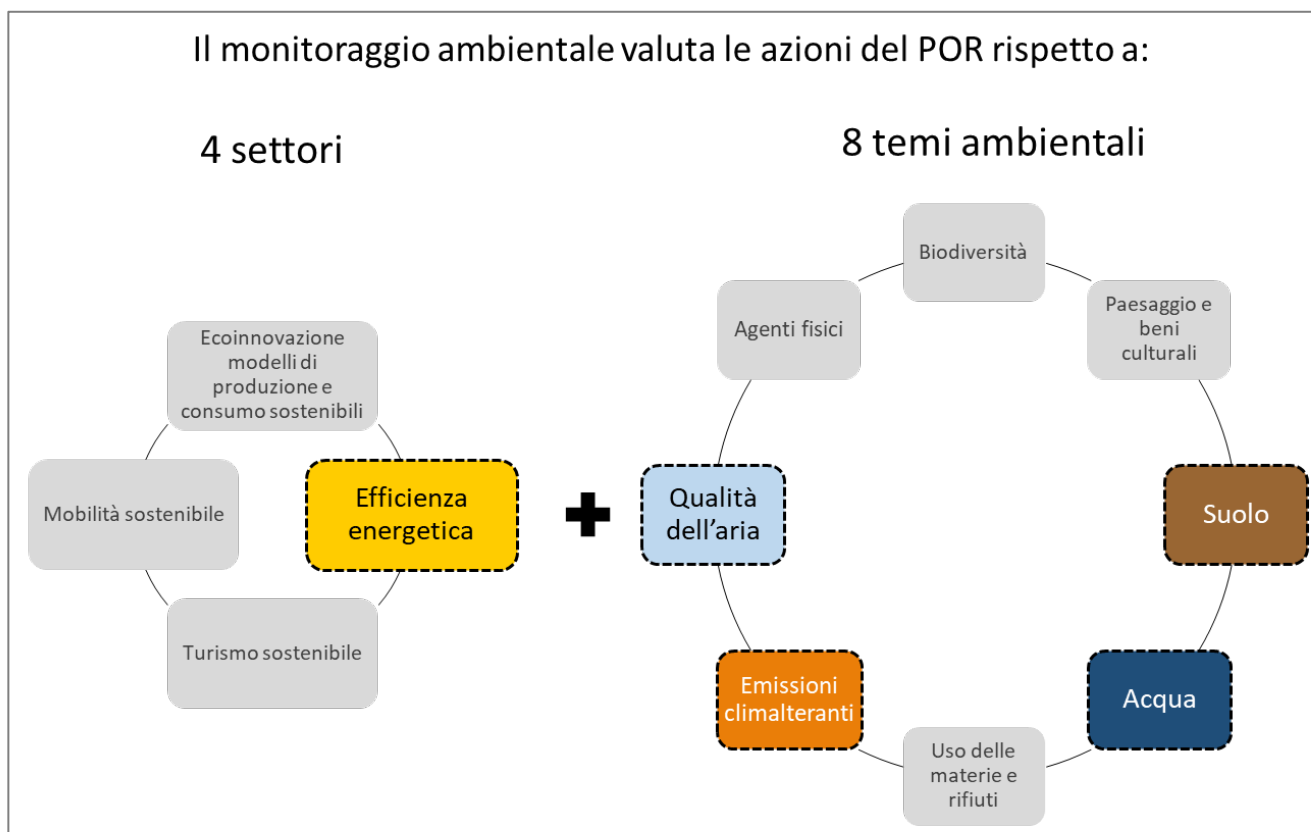 Il monitoraggio ambientale valuta le azioni del POR rispetto a:
4 settori
Ecoinnovazione
modelli di
produzione e
consumo sostenibili
Mobilità sostenibile
Efficienza
energetica
Turismo sostenibile
8 temi ambientali
Biodiversità
Agenti fisici
Paesaggio e
beni
culturali
Qualità
dell’aria
Suolo
Emissioni
climalteranti
Acqua
Uso delle
materie e
rifiuti